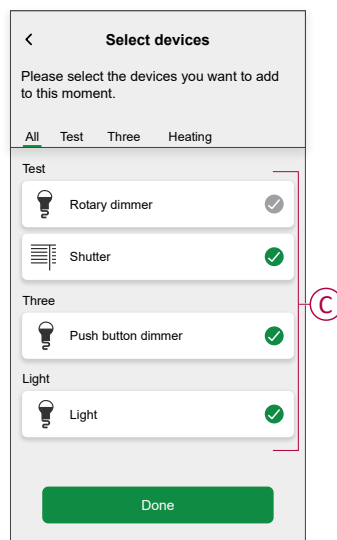 Select devices
Please select the devices you want to add
to this moment.
All Test Three Heating
Test
Rotary dimmer
Shutter
Three
Push button dimmer
Light
Light
Done
C